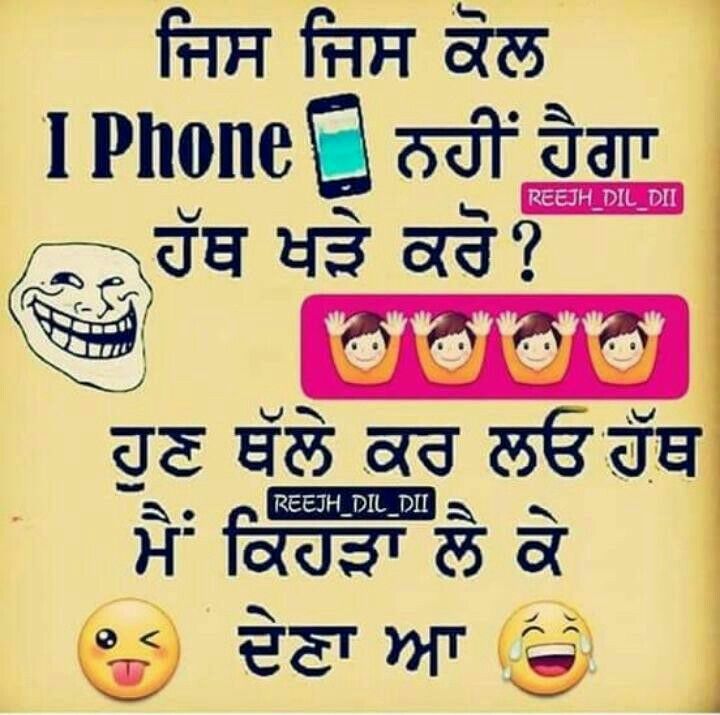 ਜਿਸ ਜਿਸ ਕੋਲ
I Phone ਨਹੀਂ ਹੈਗਾ
REEJH_DIL_DII
ਹੱਥ ਖੜੇ ਕਰੋ ?
ਹੁਣ ਥੱਲੇ ਕਰ ਲਓ ਹੱਥ
REEJH_DIL_DII
ਮੈਂ ਕਿਹੜਾ ਲੈ ਕੇ
ਦੇਣਾ ਆ